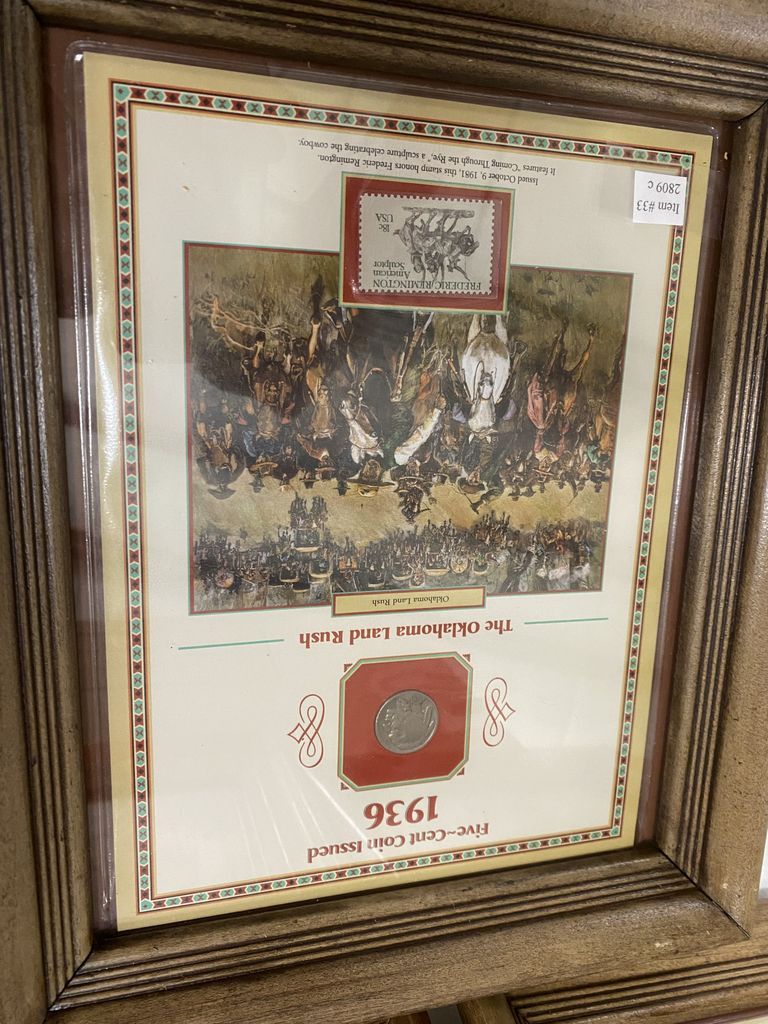 Five~Cent Coin Issued
1936
The Oklahoma Land Rush
Oklahoma Land Rush
FREDERIC REMINGTON
American
Sculptor
USA
18c
Issued October 9, 1981, this stamp honors Frederic Remington.
It features "Coming Through the Rye," a sculpture celebrating the cowboy.
Item #33
2809 c